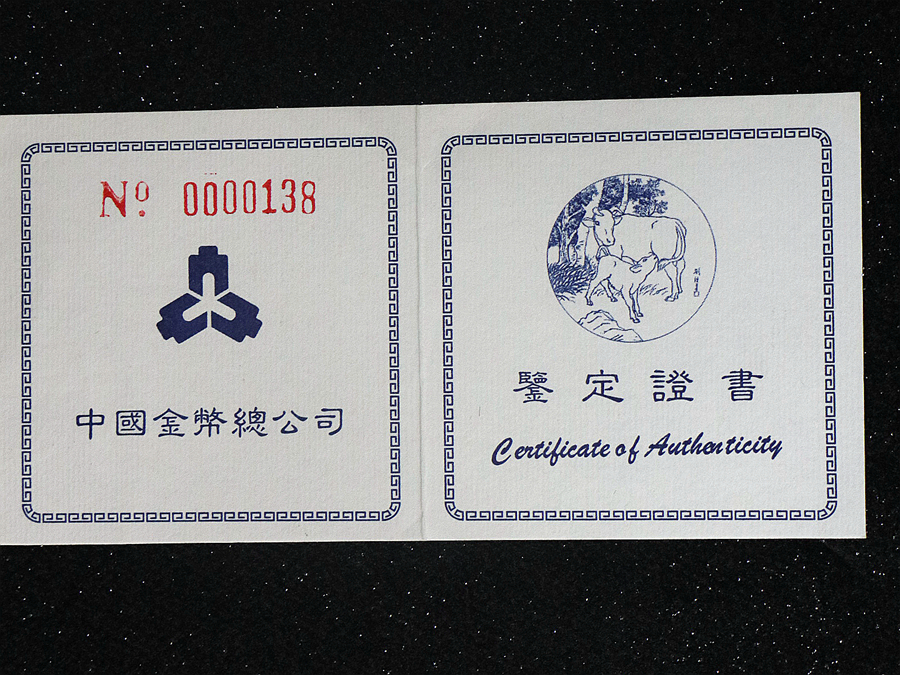 Nº 0000138
中國金幣總公司
鑒定證書
Certificate of Authenticity